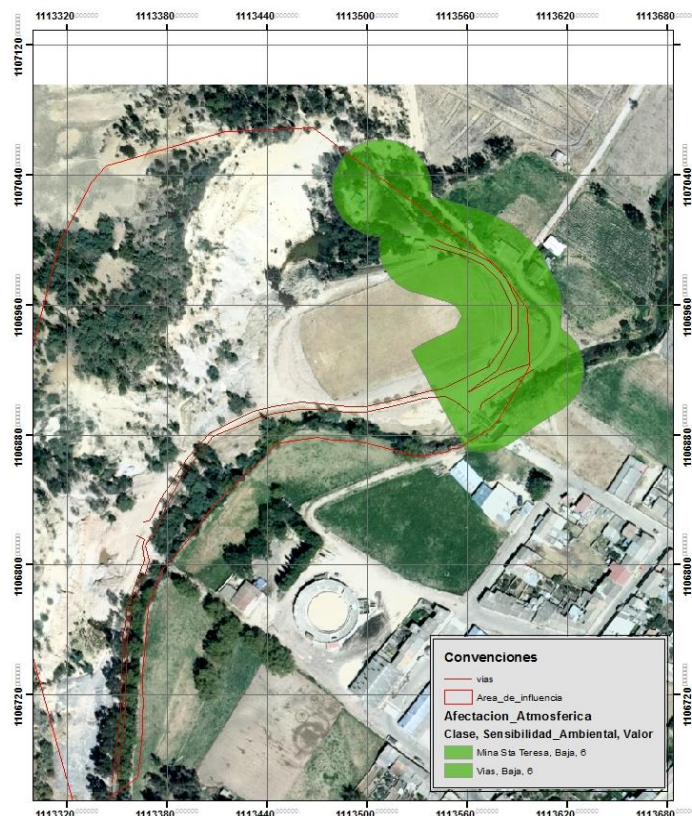 1113320 1113380 1113440 1113500 1113560 1113620 1113680
1107120
1107040
1106960
1106880
1106800
1106720
1107120
1107040
1106960
1106880
1106800
1106720
Convenciones
vias
Area_de_influencia
Afectacion_Atmosferica
Clase, Sensibilidad_Ambiental, Valor
Mina Sta Teresa, Baja, 6
Vias, Baja, 6
1113320 1113380 1113440 1113500 1113560 1113620 1113680